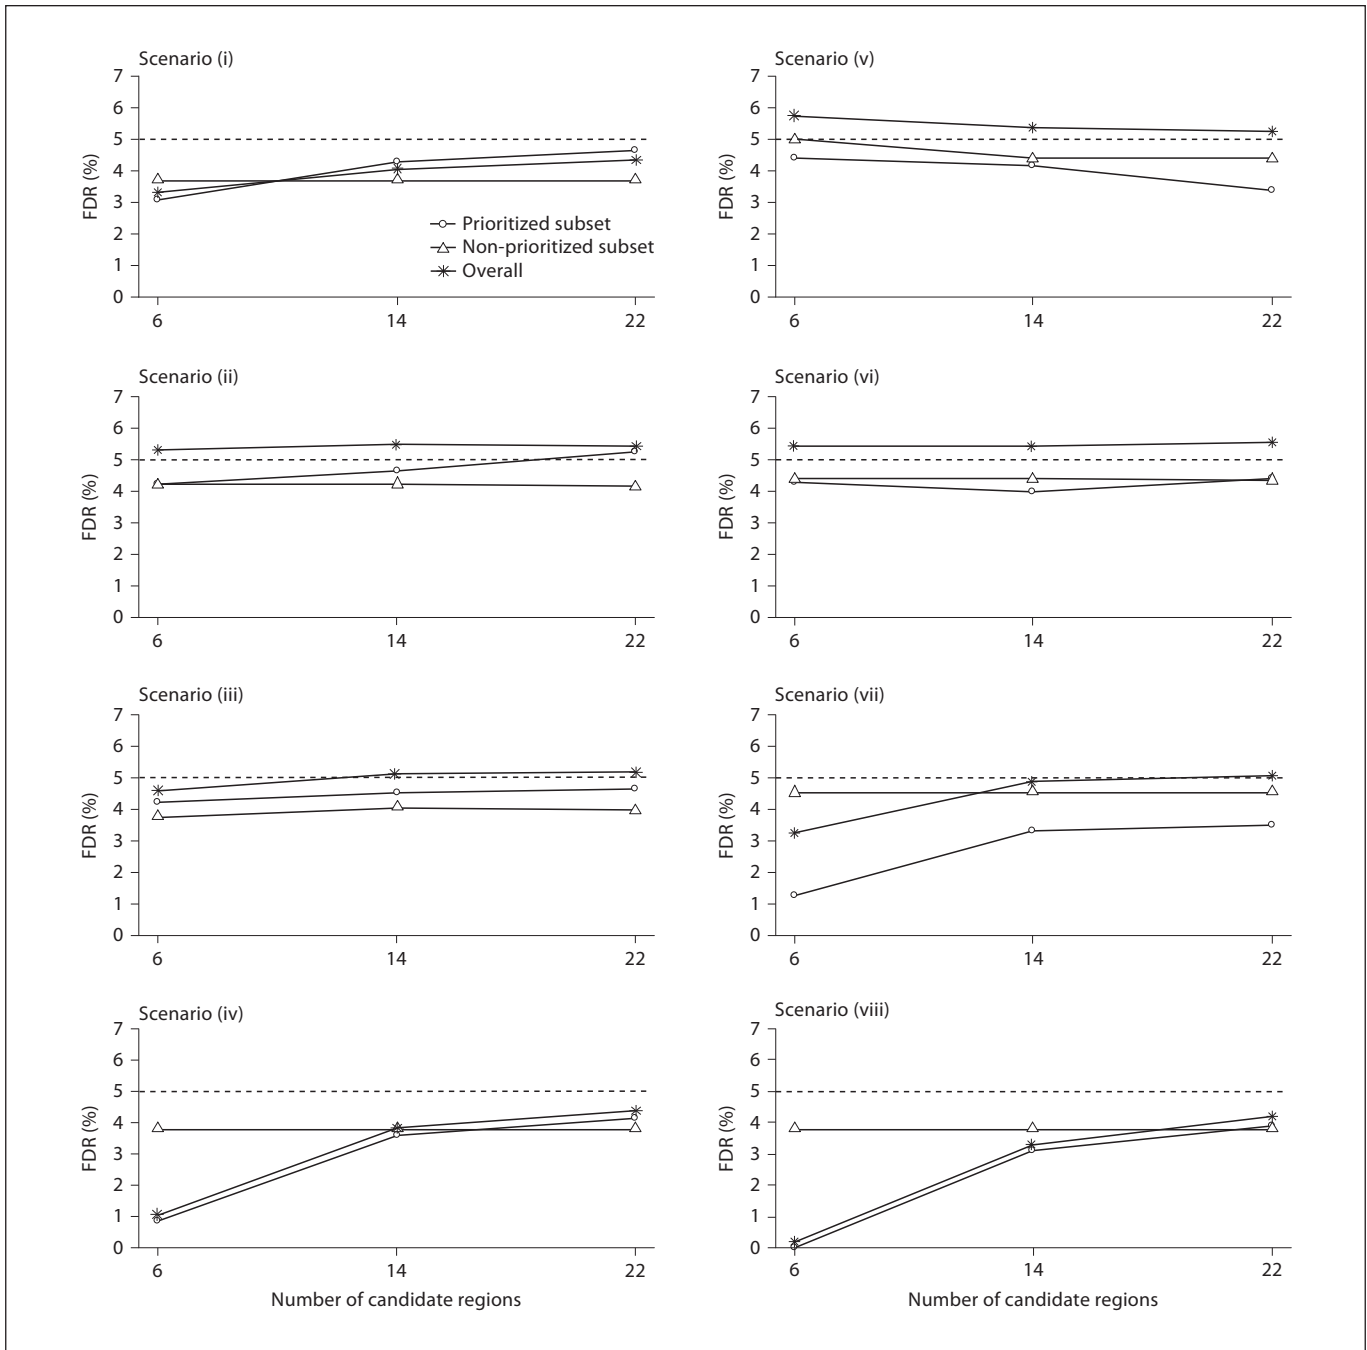 Scenario (i)
7
6
5
4
3
2
1
0
FDR (%)
Prioritized subset
Non-prioritized subset
Overall
6 14 22
Scenario (v)
7
6
5
4
3
2
1
0
FDR (%)
6 14 22
Scenario (ii)
7
6
5
4
3
2
1
0
FDR (%)
6 14 22
Scenario (vi)
7
6
5
4
3
2
1
0
FDR (%)
6 14 22
Scenario (iii)
7
6
5
4
3
2
1
0
FDR (%)
6 14 22
Scenario (vii)
7
6
5
4
3
2
1
0
FDR (%)
6 14 22
Scenario (iv)
7
6
5
4
3
2
1
0
FDR (%)
6 14 22
Number of candidate regions
Scenario (viii)
7
6
5
4
3
2
1
0
FDR (%)
6 14 22
Number of candidate regions